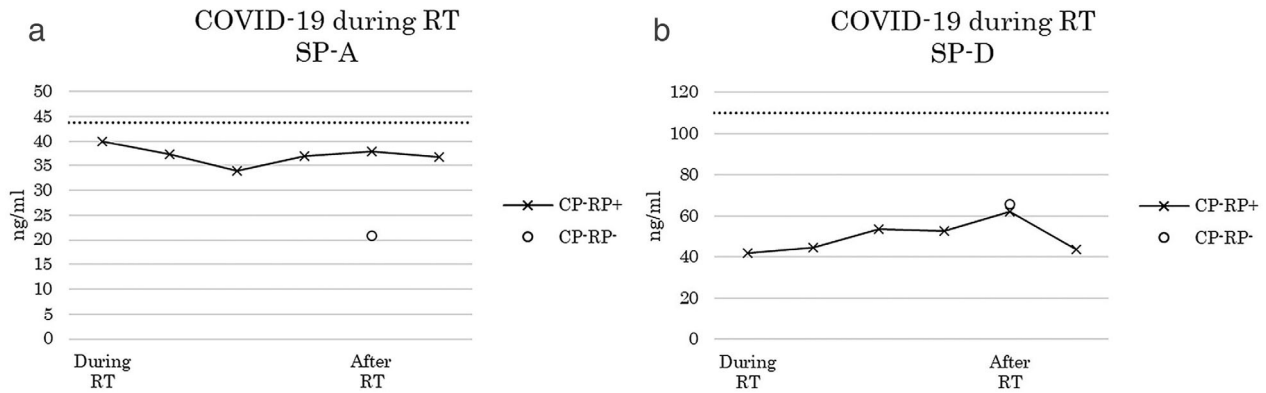 a
COVID-19 during RT
SP-A
50
45
40
35
30
25
20
15
10
5
0
ng/ml
During
RT
After
RT
CP-RP+
CP-RP-
b
COVID-19 during RT
SP-D
120
100
80
60
40
20
0
ng/ml
During
RT
After
RT
CP-RP+
CP-RP-